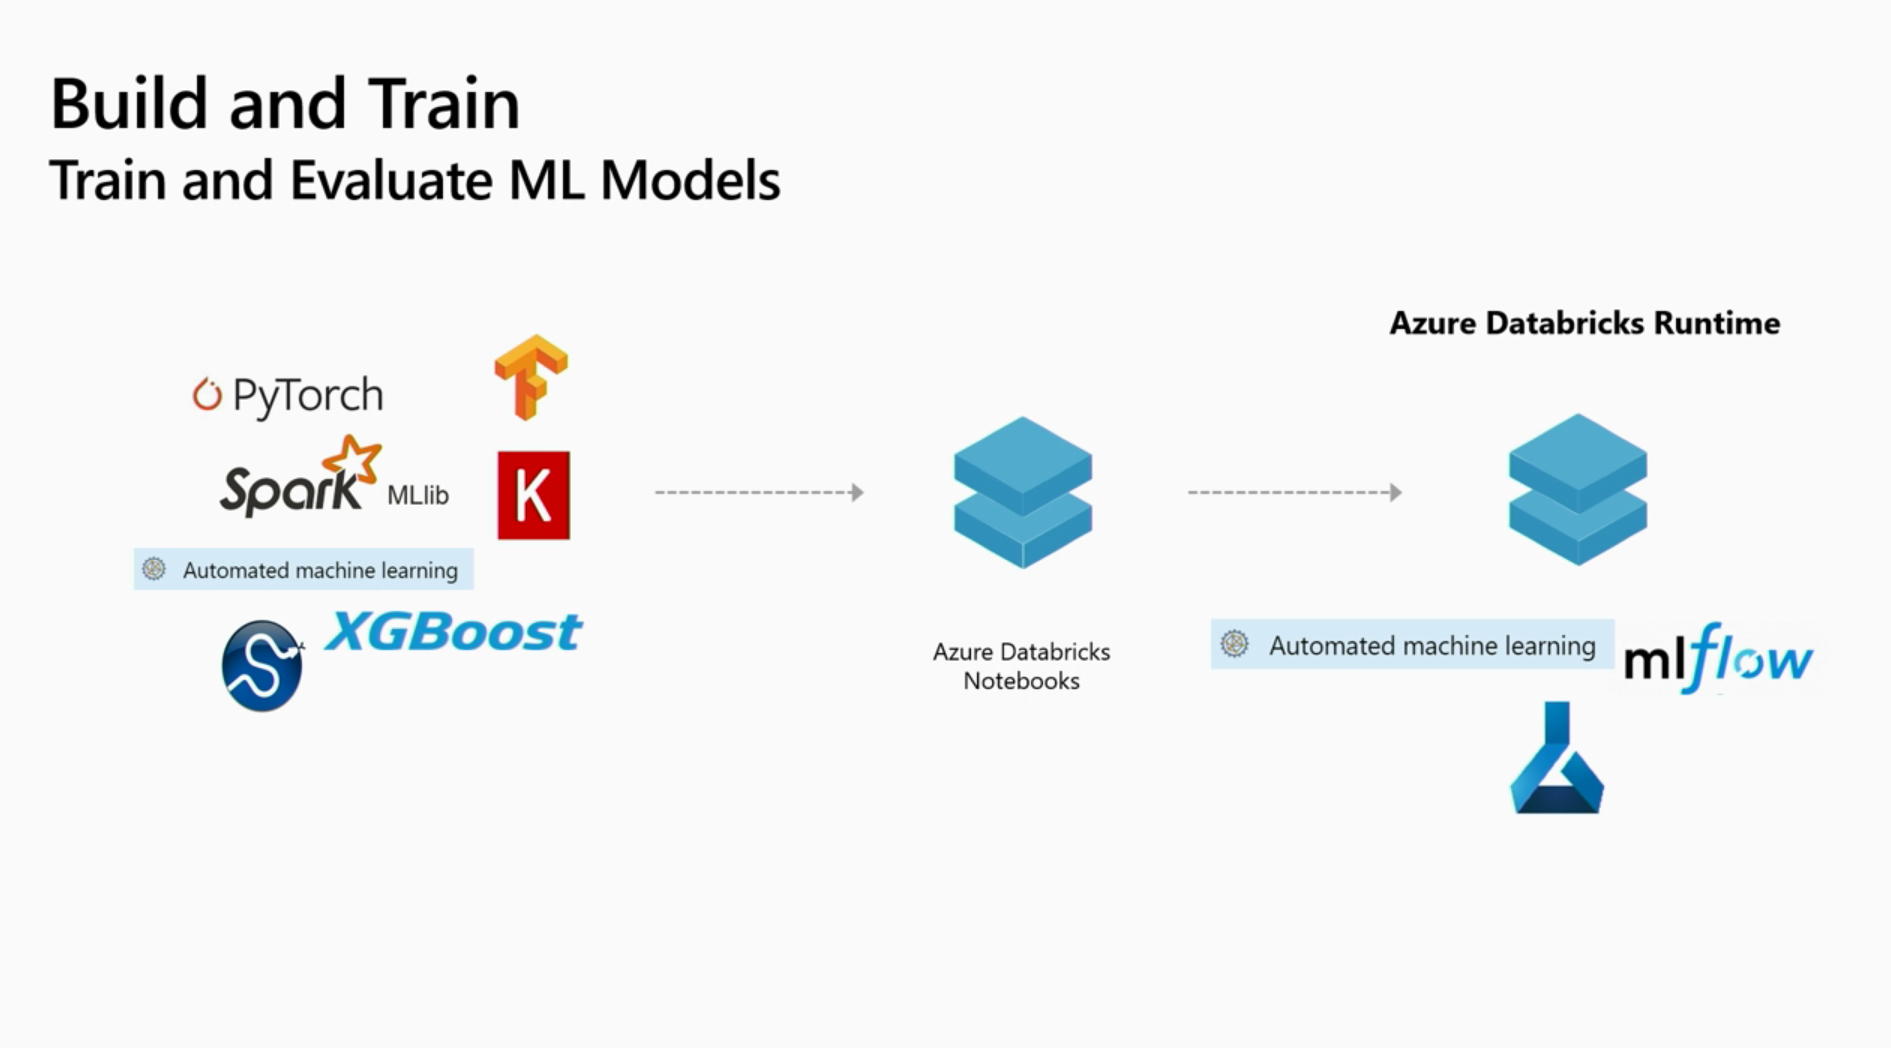 Build and Train
Train and Evaluate ML Models
Azure Databricks Runtime
PyTorch
Spark MLlib
K
Automated machine learning
XGBoost
Azure Databricks
Notebooks
Automated machine learning
mlflow